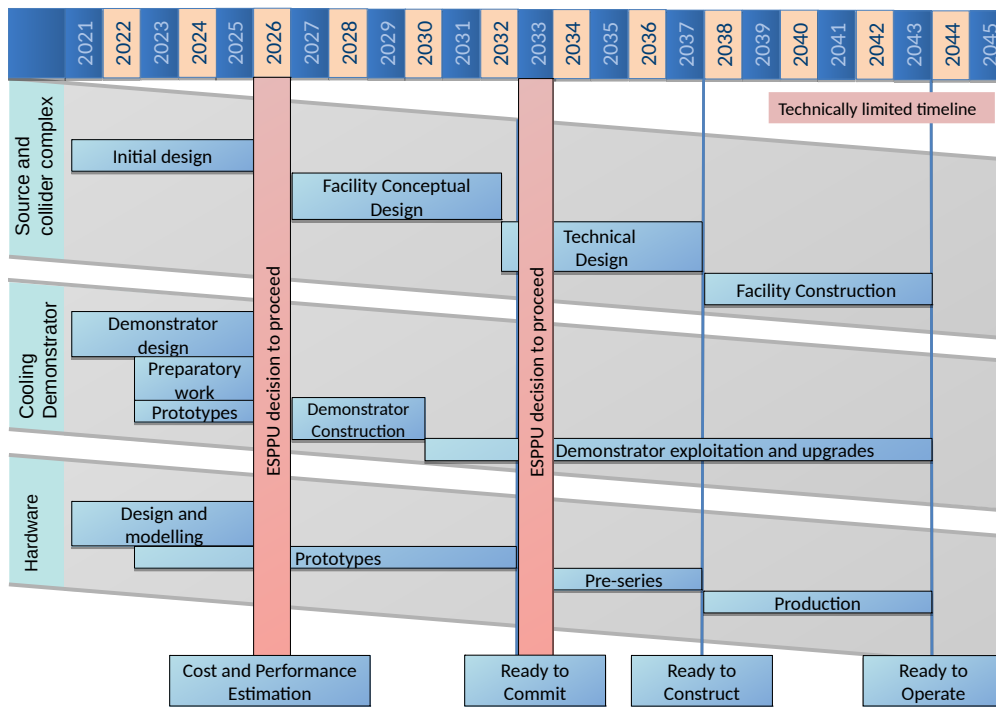 2021 2022 2023 2024 2025 2026 2027 2028 2029 2030 2031 2032 2033 2034 2035 2036 2037 2038 2039 2040 2041 2042 2043 2044 2045
Technically limited timeline
Source and
collider complex
Initial design
Facility Conceptual
Design
Technical
Design
Facility Construction
ESPPU decision to proceed
ESPPU decision to proceed
Cooling
Demonstrator
Demonstrator
design
Preparatory
work
Prototypes
Demonstrator
Construction
Demonstrator exploitation and upgrades
Hardware
Design and
modelling
Prototypes
Pre-series
Production
Cost and Performance
Estimation
Ready to
Commit
Ready to
Construct
Ready to
Operate